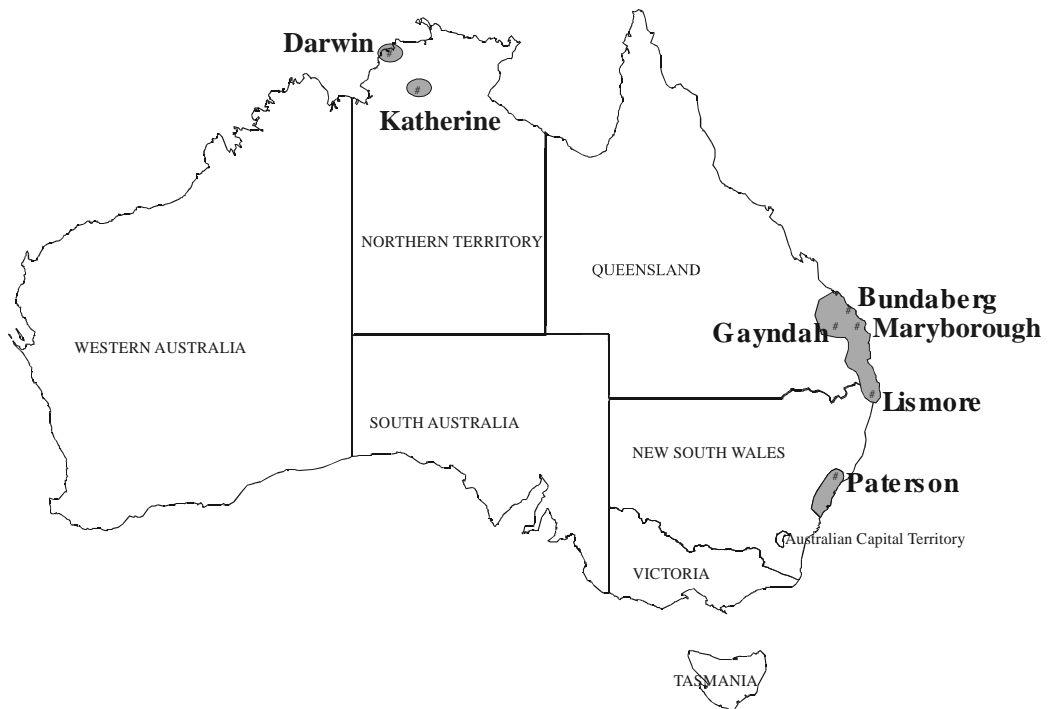 Darwin
#
#
Katherine
NORTHERN TERRITORY
QUEENSLAND
Bundaberg
#
Gayndah # # Maryborough
WESTERN AUSTRALIA
# Lismore
SOUTH AUSTRALIA
NEW SOUTH WALES
# Paterson
Australian Capital Territory
VICTORIA
TASMANIA